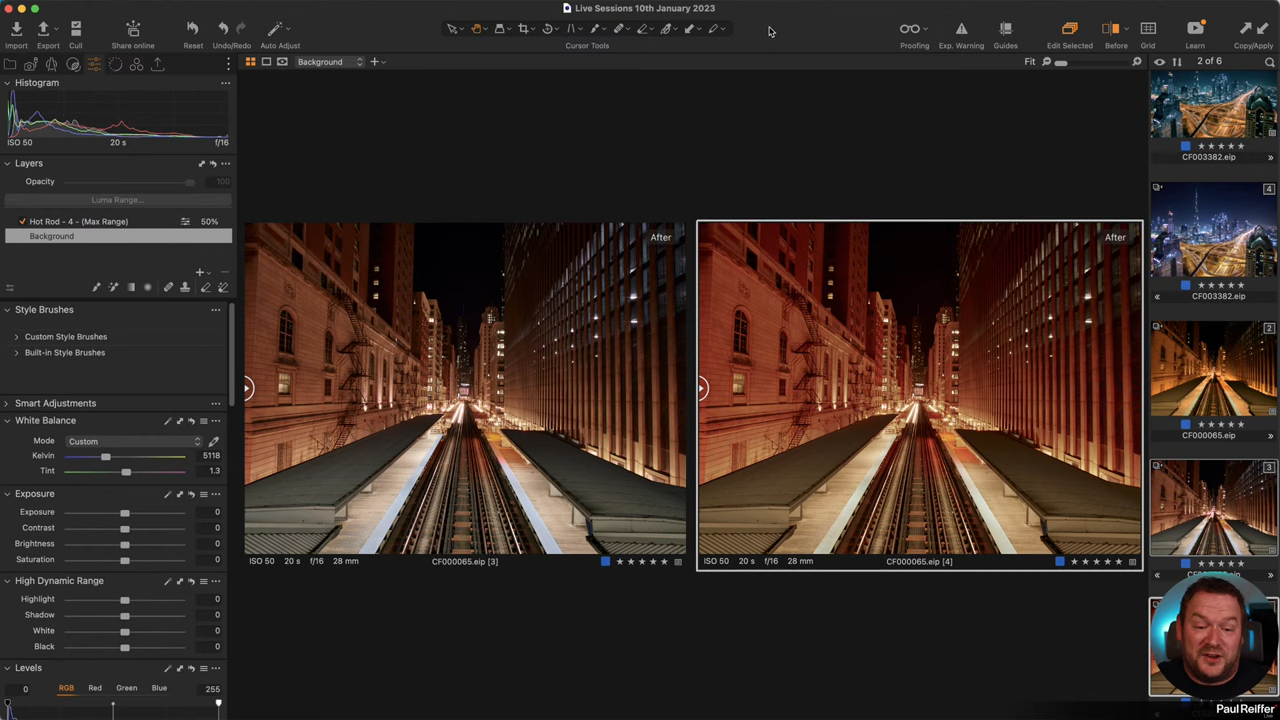 Live Sessions 10th January 2023
Import
Export
Cull
Share online
Reset
Undo/Redo
Auto Adjust
Cursor Tools
Proofing
Exp. Warning
Guides
Edit Selected
Before
Grid
Learn
Copy/Apply
Background
Fit
2 of 6
Histogram
ISO 50
20 s
f/16
Layers
Opacity
100
Luma Range...
Hot Rod - 4 - (Max Range)
50%
Background
Style Brushes
Custom Style Brushes
Built-in Style Brushes
Smart Adjustments
White Balance
Mode
Custom
Kelvin
5118
Tint
1.3
Exposure
Exposure
0
Contrast
0
Brightness
0
Saturation
0
High Dynamic Range
Highlight
0
Shadow
0
White
0
Black
0
Levels
0
RGB
Red
Green
Blue
255
After
ISO 50
20 s
f/16
28 mm
CF000065.eip [3]
After
ISO 50
20 s
f/16
28 mm
CF000065.eip [4]
CF003382.eip
4
CF003382.eip
2
CF000065.eip
3
PaulReiffer
Live